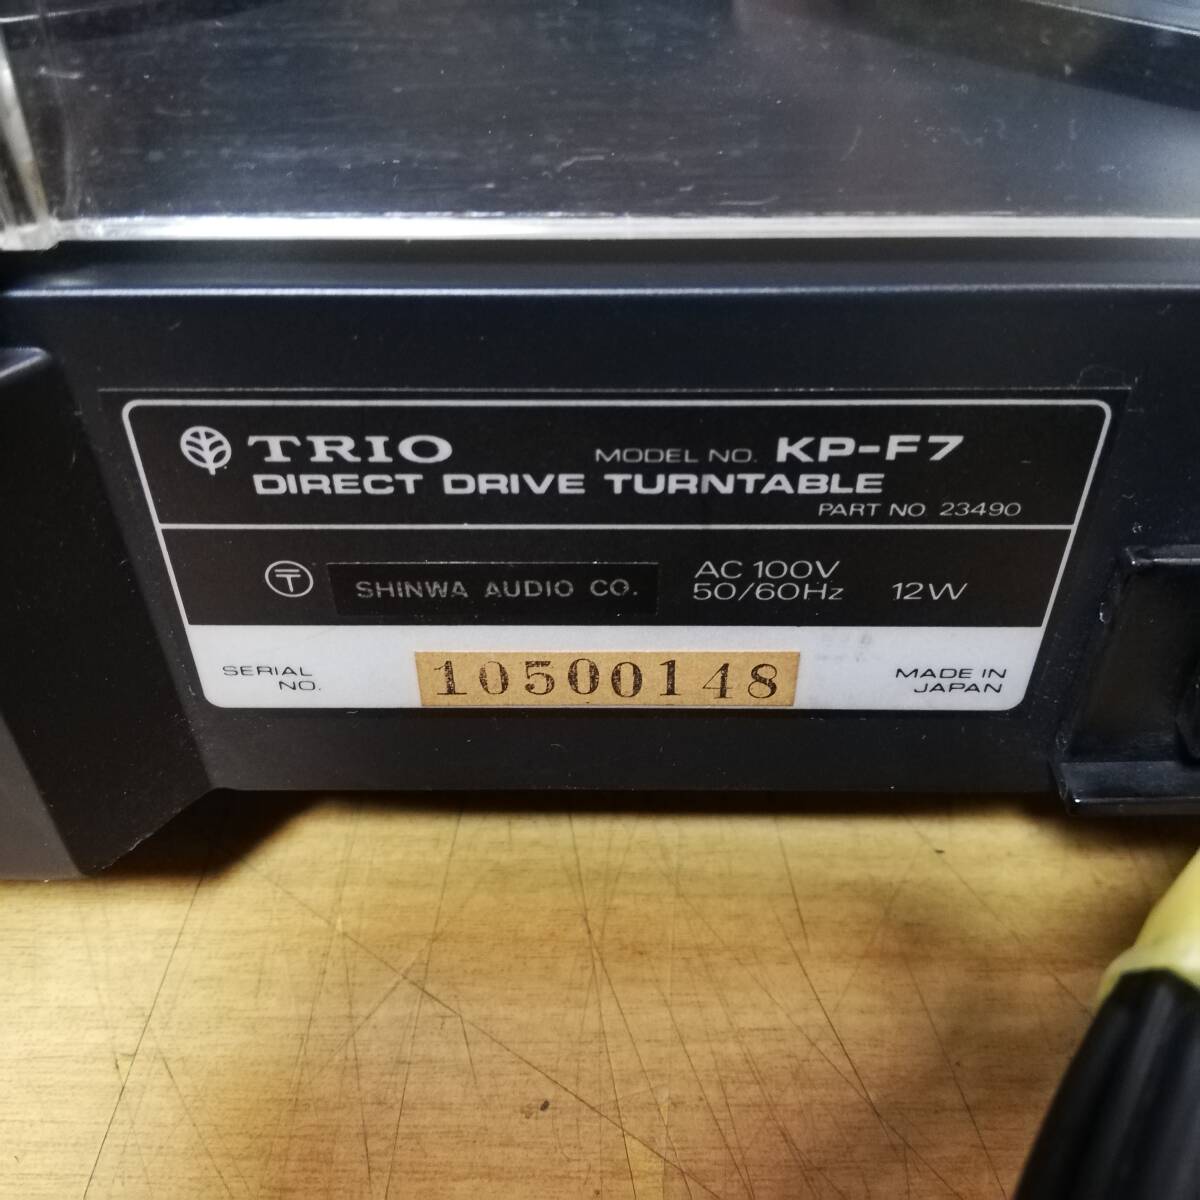 TRIO MODEL NO. KP-F7
DIRECT DRIVE TURNTABLE
PART NO. 23490
SHINWA AUDIO CO.
AC 100V
50/60Hz 12W
SERIAL
NO.
10500148
MADE IN
JAPAN